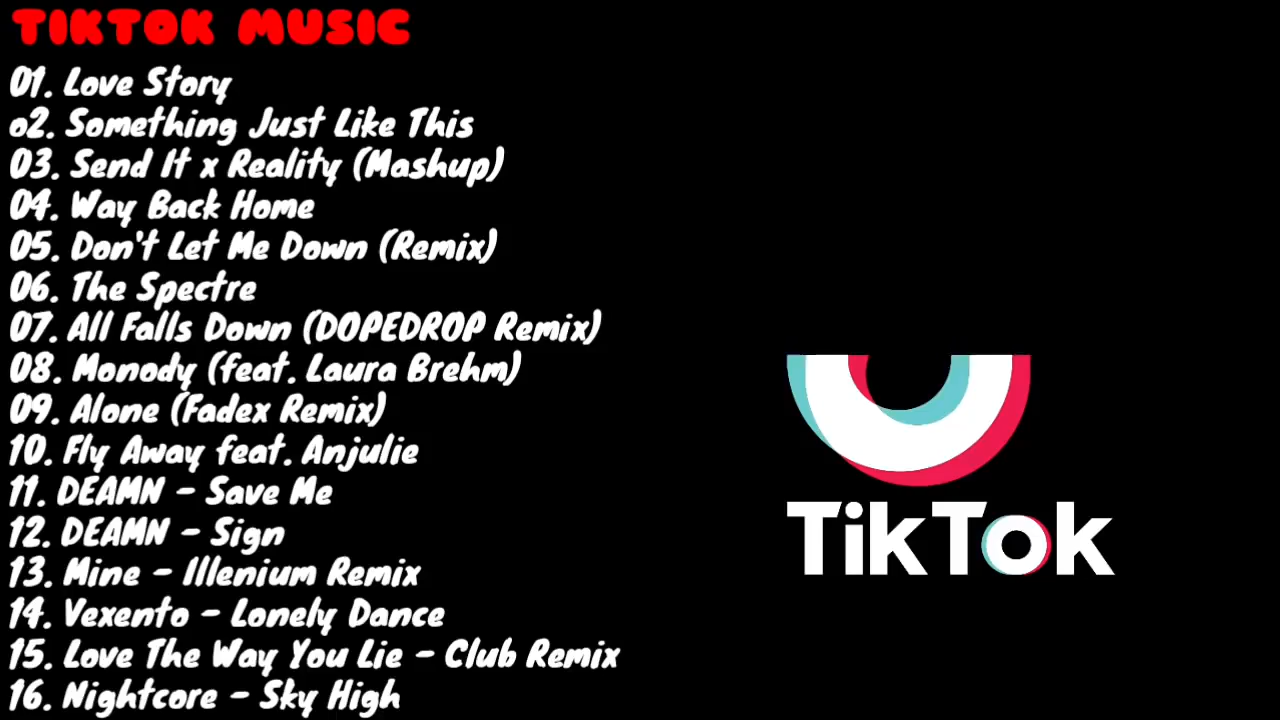 TIKTOK MUSIC
01. Love Story
o2. Something Just Like This
03. Send It x Reality (Mashup)
04. Way Back Home
05. Don't Let Me Down (Remix)
06. The Spectre
07. All Falls Down (DOPEDROP Remix)
08. Monody (feat. Laura Brehm)
09. Alone (Fadex Remix)
10. Fly Away feat. Anjulie
11. DEAMN - Save Me
12. DEAMN - Sign
13. Mine - Illenium Remix
14. Vexento - Lonely Dance
15. Love The Way You Lie - Club Remix
16. Nightcore - Sky High
TikTok